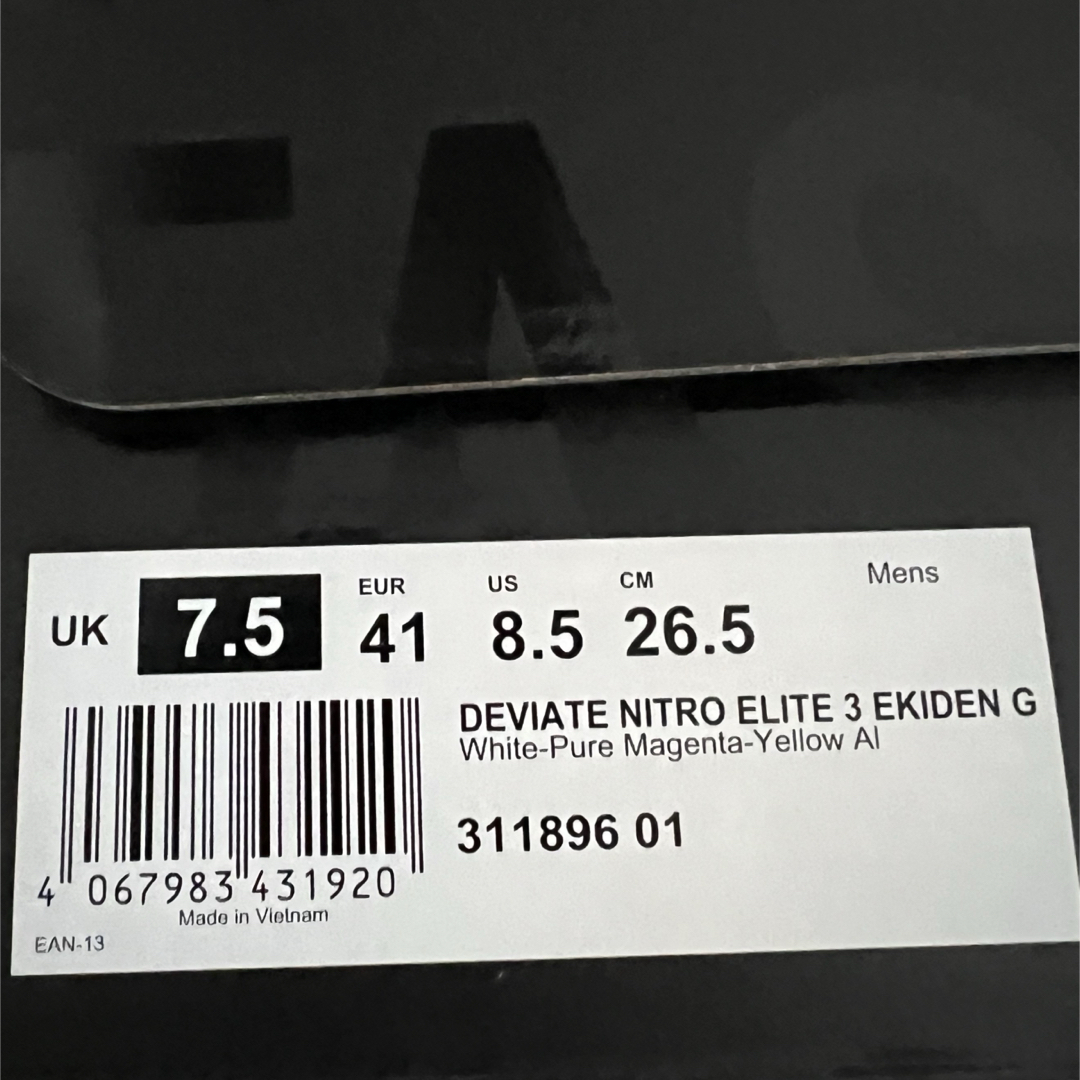 FAS
Mens
EUR US CM
UK 7.5 41 8.5 26.5
DEVIATE NITRO ELITE 3 EKIDEN G
White-Pure Magenta-Yellow Al
311896 01
4 067983 431920
Made in Vietnam
EAN-13